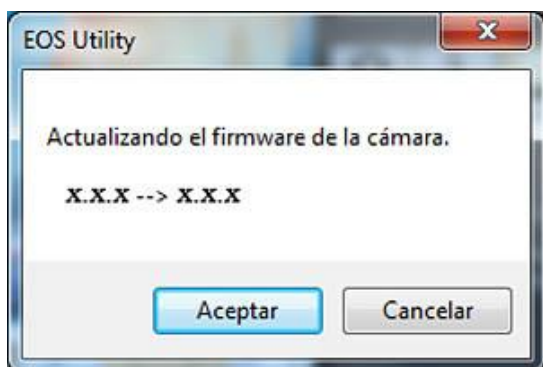 EOS Utility
Actualizando el firmware de la cámara.
X.X.X --> X.X.X
Aceptar
Cancelar